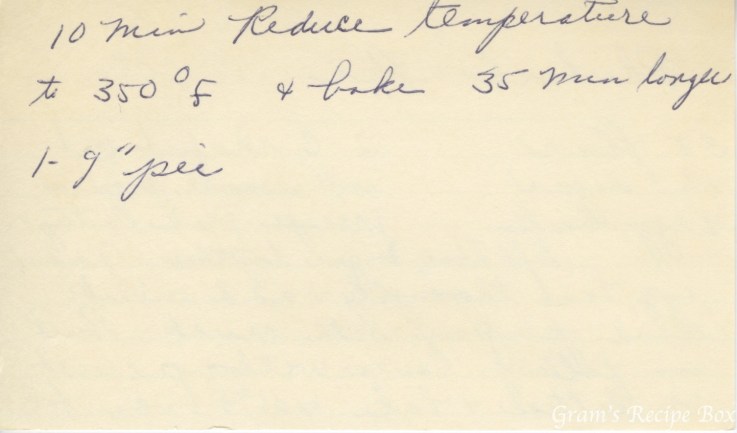 10 min Reduce temperature
to 350°F & bake 35 min longer
1- 9" pie
Gram's Recipe Box